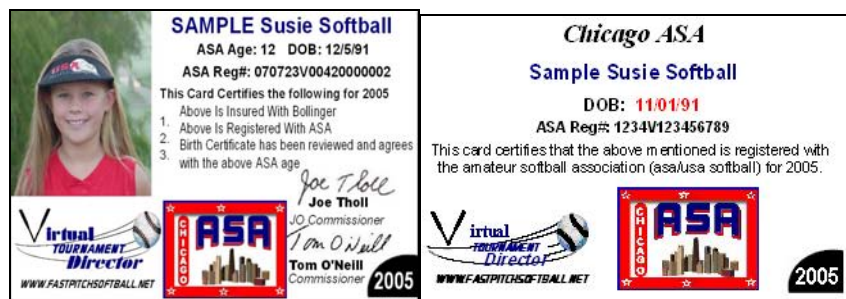 SAMPLE Susie Softball
ASA Age: 12 DOB: 12/5/91
ASA Reg#: 070723V00420000002
This Card Certifies the following for 2005
1. Above Is Insured With Bollinger
2. Above Is Registered With ASA
3. Birth Certificate has been reviewed and agrees
with the above ASA age
Joe Tholl
Joe Tholl
JO Commissioner
Tom O'Neill
Tom O'Neill
Commissioner
2005
USA
Virtual
TOURNAMENT
Director
WWW.FASTPITCHSOFTBALL.NET
CHICAGO
ASA
Chicago ASA
Sample Susie Softball
DOB: 11/01/91
ASA Reg#: 1234V123456789
This card certifies that the above mentioned is registered with
the amateur softball association (asa/usa softball) for 2005.
Virtual
TOURNAMENT
Director
WWW.FASTPITCHSOFTBALL.NET
CHICAGO
ASA
2005